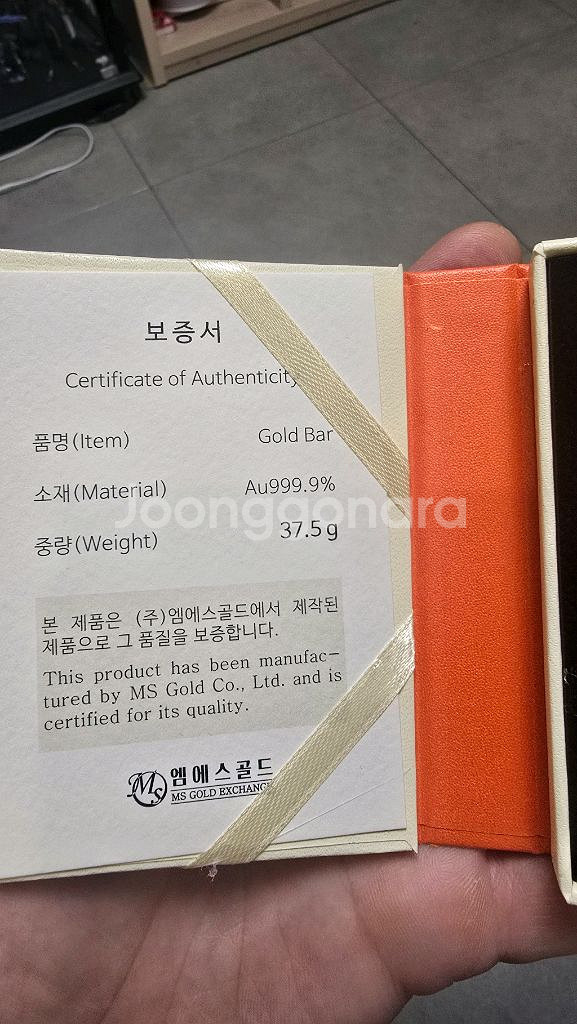 보증서
Certificate of Authenticity
품명(Item) Gold Bar
소재(Material) Au999.9%
Joonggonara
중량(Weight) 37.5g
본 제품은 (주)엠에스골드에서 제작된
제품으로 그 품질을 보증합니다.
This product has been manufac-
tured by MS Gold Co., Ltd. and is
certified for its quality.
Ms 엠에스골드
MS GOLD EXCHANGE